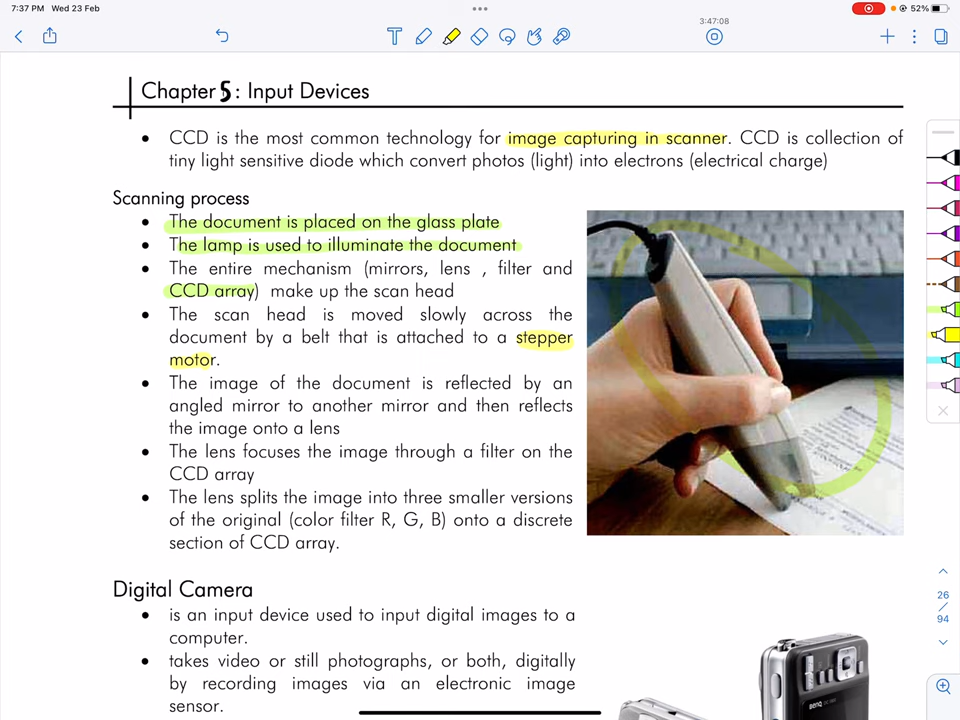 7:37 PM Wed 23 Feb
52%
3:47:08
Chapter 5: Input Devices
• CCD is the most common technology for image capturing in scanner. CCD is collection of
tiny light sensitive diode which convert photos (light) into electrons (electrical charge)
Scanning process
• The document is placed on the glass plate
• The lamp is used to illuminate the document
• The entire mechanism (mirrors, lens , filter and
CCD array) make up the scan head
• The scan head is moved slowly across the
document by a belt that is attached to a stepper
motor.
• The image of the document is reflected by an
angled mirror to another mirror and then reflects
the image onto a lens
• The lens focuses the image through a filter on the
CCD array
• The lens splits the image into three smaller versions
of the original (color filter R, G, B) onto a discrete
section of CCD array.
Digital Camera
• is an input device used to input digital images to a
computer.
• takes video or still photographs, or both, digitally
by recording images via an electronic image
sensor.
BenQ
26
/
94